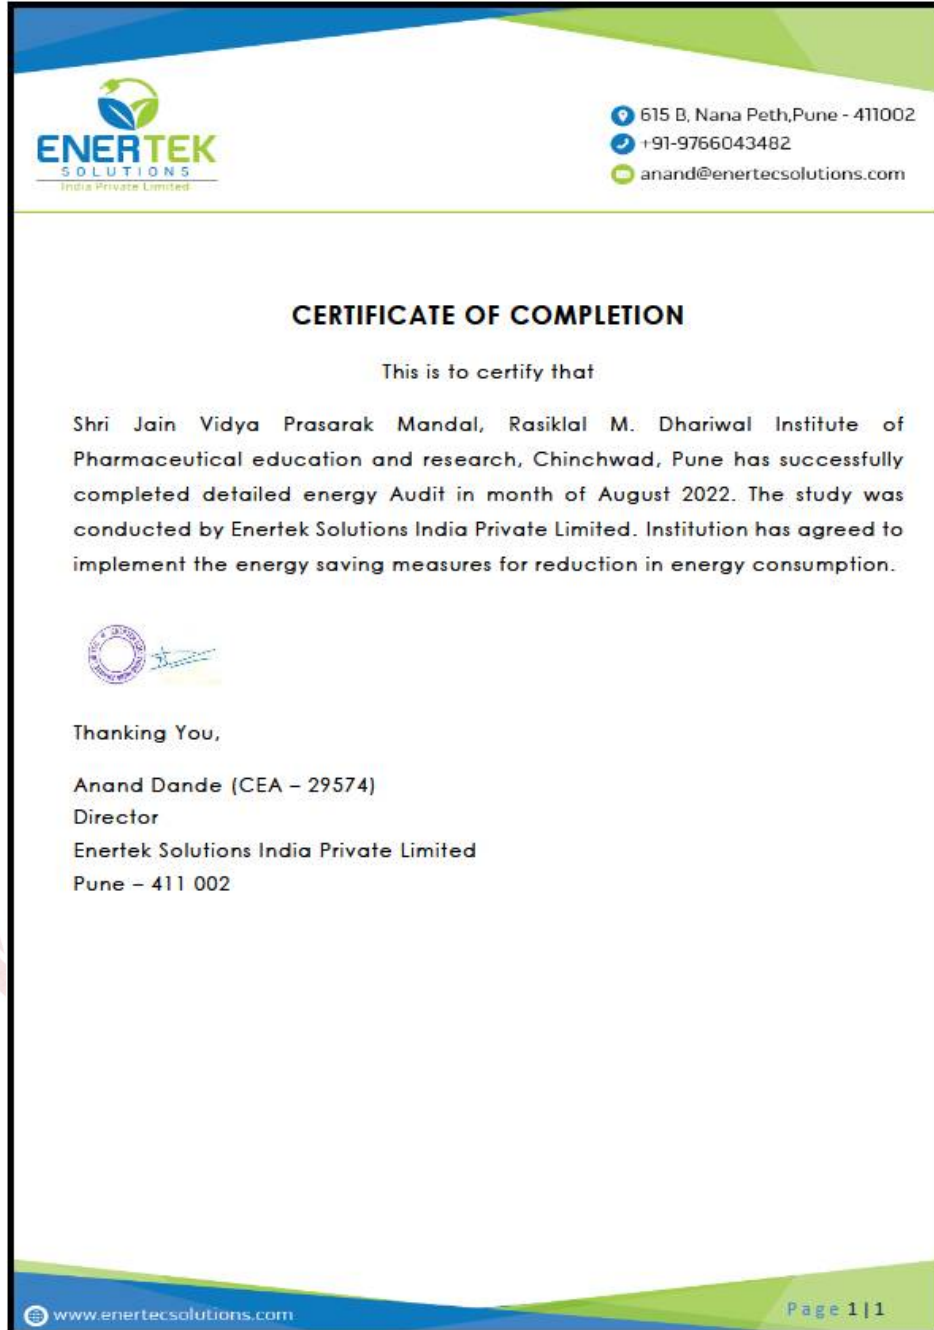 ENERTEK
SOLUTIONS
India Private Limited
615 B, Nana Peth,Pune - 411002
+91-9766043482
anand@enertecsolutions.com
CERTIFICATE OF COMPLETION
This is to certify that
Shri Jain Vidya Prasarak Mandal, Rasiklal M. Dhariwal Institute of
Pharmaceutical education and research, Chinchwad, Pune has successfully
completed detailed energy Audit in month of August 2022. The study was
conducted by Enertek Solutions India Private Limited. Institution has agreed to
implement the energy saving measures for reduction in energy consumption.
Thanking You,
Anand Dande (CEA – 29574)
Director
Enertek Solutions India Private Limited
Pune – 411 002
www.enertecsolutions.com
Page 1|1